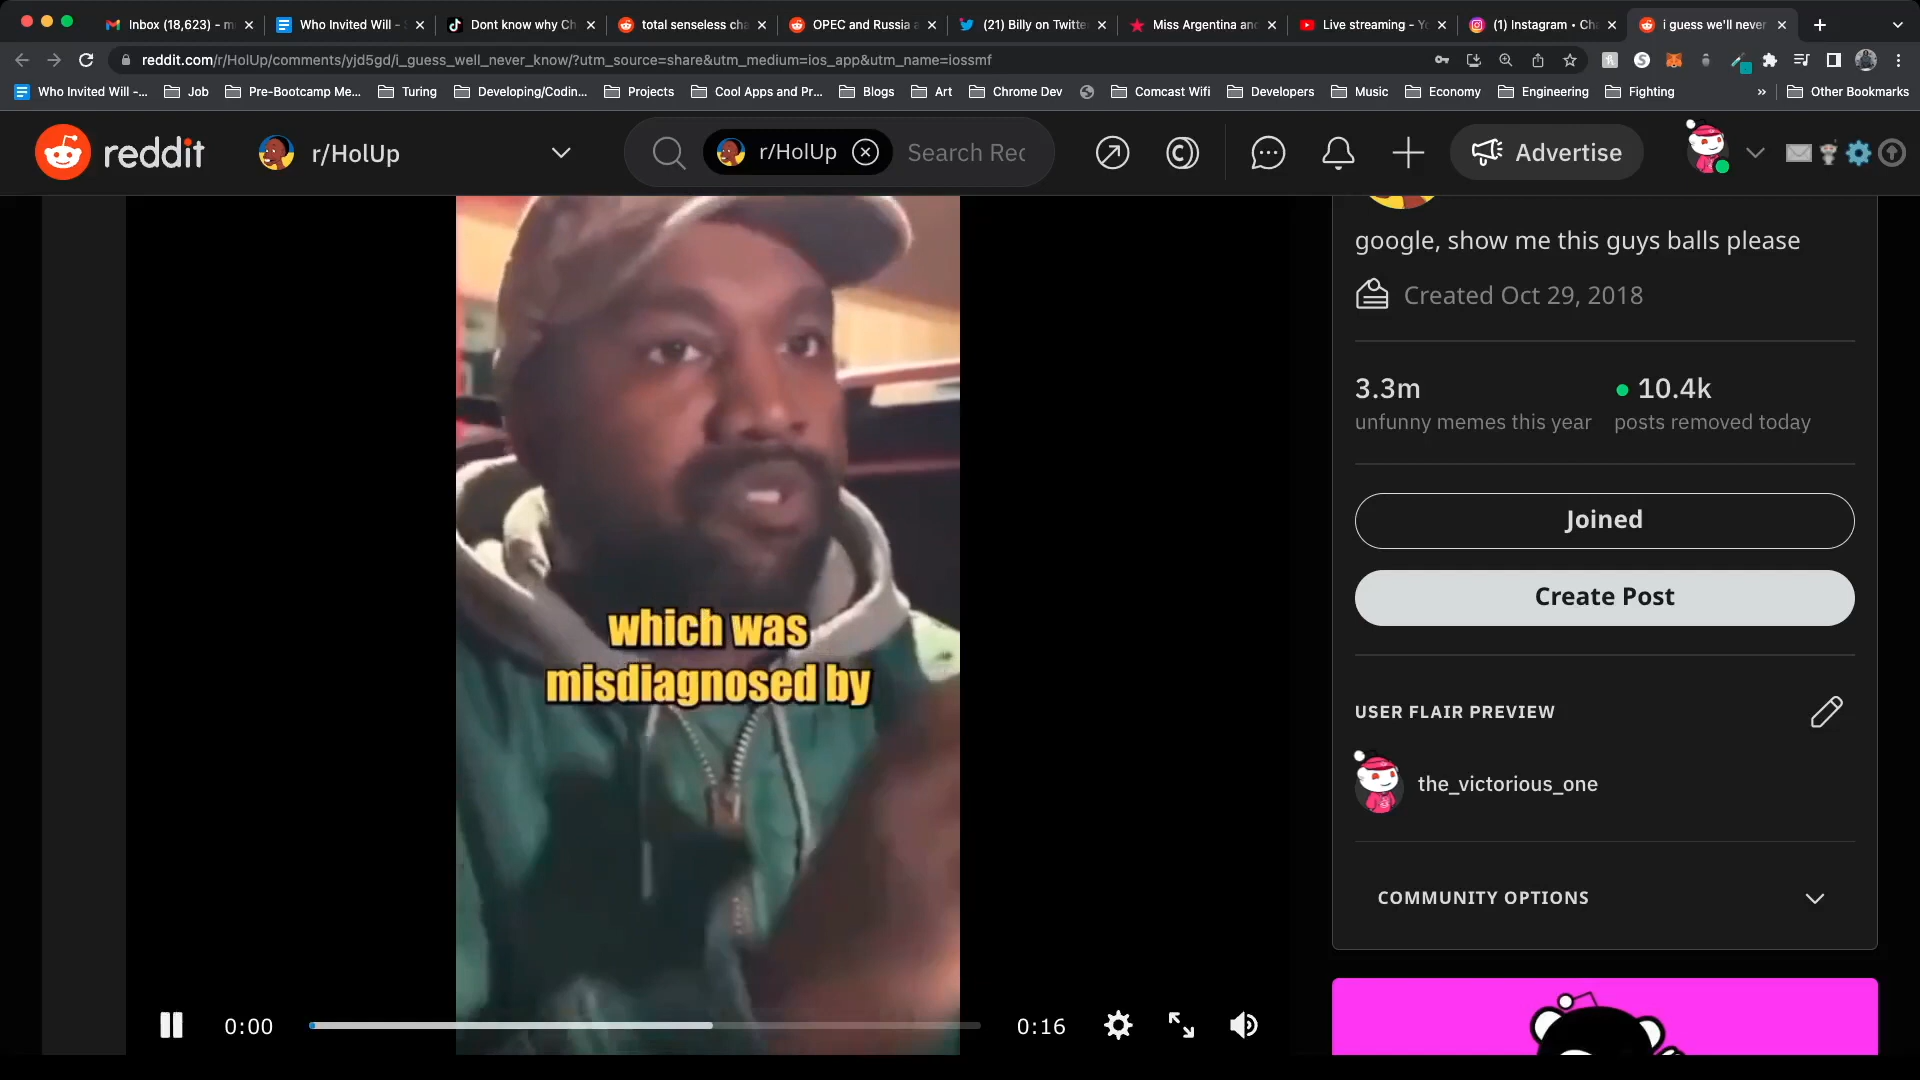 Inbox (18,623) - m
Who Invited Will -
Dont know why Ch
total senseless cha
OPEC and Russia a
(21) Billy on Twitte
Miss Argentina and
Live streaming - Yo
(1) Instagram • Cha
i guess we'll never
reddit.com/r/HolUp/comments/yjd5gd/i_guess_well_never_know/?utm_source=share&utm_medium=ios_app&utm_name=iossmf
Who Invited Will -...
Job
Pre-Bootcamp Me...
Turing
Developing/Codin...
Projects
Cool Apps and Pr...
Blogs
Art
Chrome Dev
Comcast Wifi
Developers
Music
Economy
Engineering
Fighting
»
Other Bookmarks
reddit
r/HolUp
r/HolUp
Search Rec
Advertise
google, show me this guys balls please
Created Oct 29, 2018
3.3m
10.4k
unfunny memes this year
posts removed today
Joined
Create Post
which was
misdiagnosed by
USER FLAIR PREVIEW
the_victorious_one
COMMUNITY OPTIONS
0:00
0:16